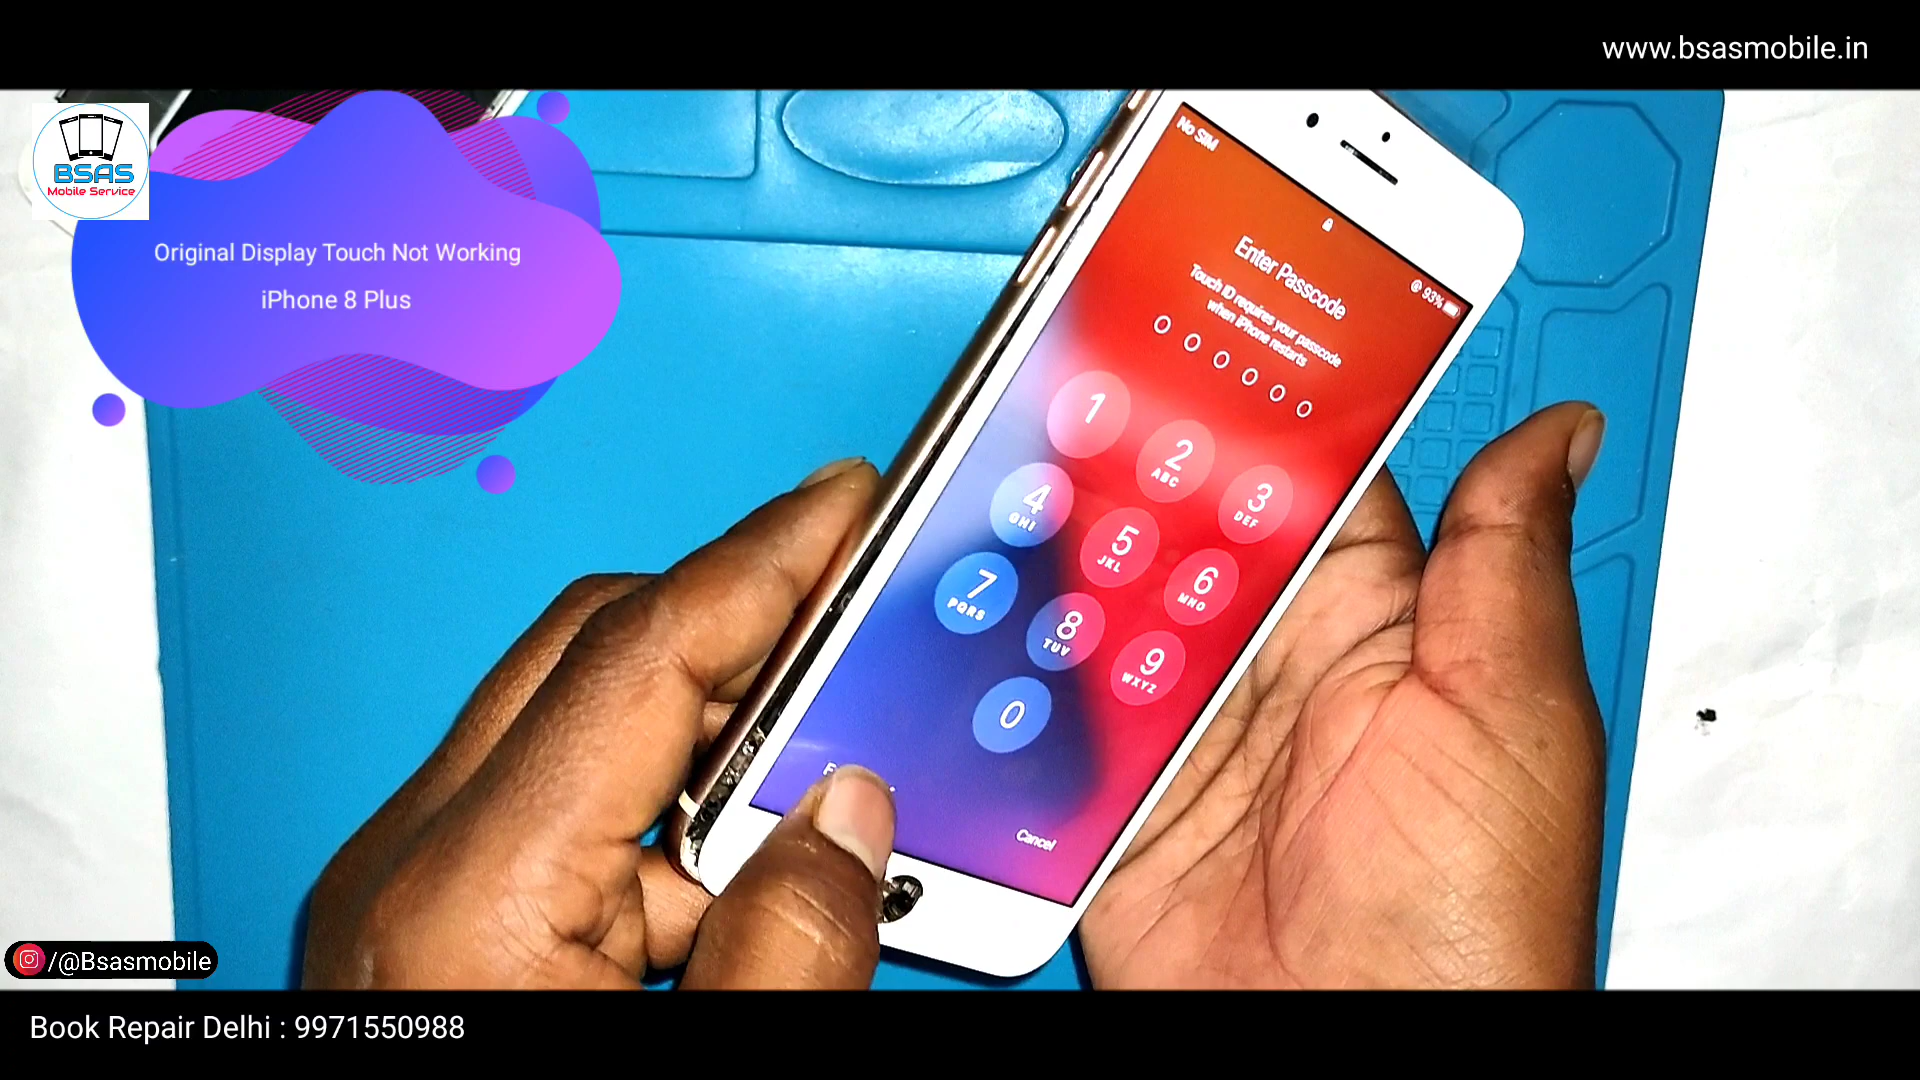 www.bsasmobile.in
BSAS
Mobile Service
Original Display Touch Not Working
iPhone 8 Plus
No SIM
@ 93%
Enter Passcode
Touch ID requires your passcode
when iPhone restarts
1
2
ABC
3
DEF
4
GHI
5
JKL
6
MNO
7
PQRS
8
TUV
9
WXYZ
0
Cancel
/@Bsasmobile
Book Repair Delhi : 9971550988